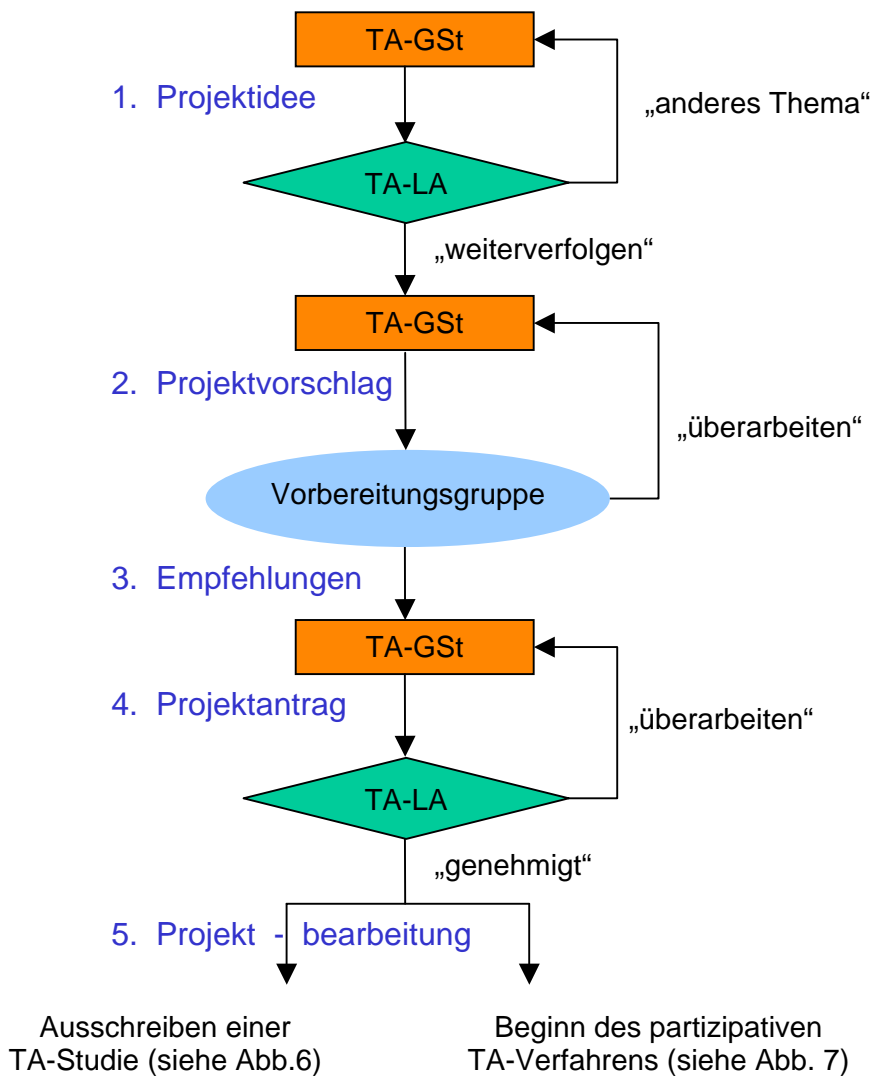 TA-GSt
1. Projektidee
„anderes Thema“
TA-LA
„weiterverfolgen“
TA-GSt
2. Projektvorschlag
„überarbeiten“
Vorbereitungsgruppe
3. Empfehlungen
TA-GSt
4. Projektantrag
„überarbeiten“
TA-LA
„genehmigt“
5. Projekt - bearbeitung
Ausschreiben einer
TA-Studie (siehe Abb.6)
Beginn des partizipativen
TA-Verfahrens (siehe Abb. 7)